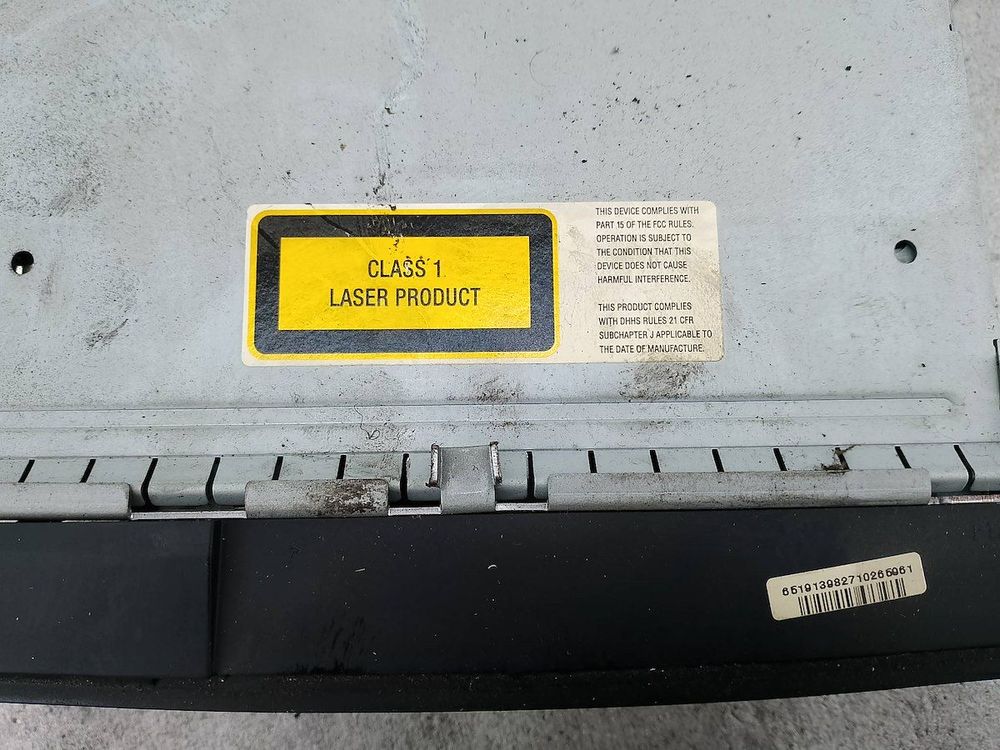 CLASS 1
LASER PRODUCT
THIS DEVICE COMPLIES WITH
PART 15 OF THE FCC RULES.
OPERATION IS SUBJECT TO
THE CONDITION THAT THIS
DEVICE DOES NOT CAUSE
HARMFUL INTERFERENCE.
THIS PRODUCT COMPLIES
WITH DHHS RULES 21 CFR
SUBCHAPTER J APPLICABLE TO
THE DATE OF MANUFACTURE.
651913982710265061